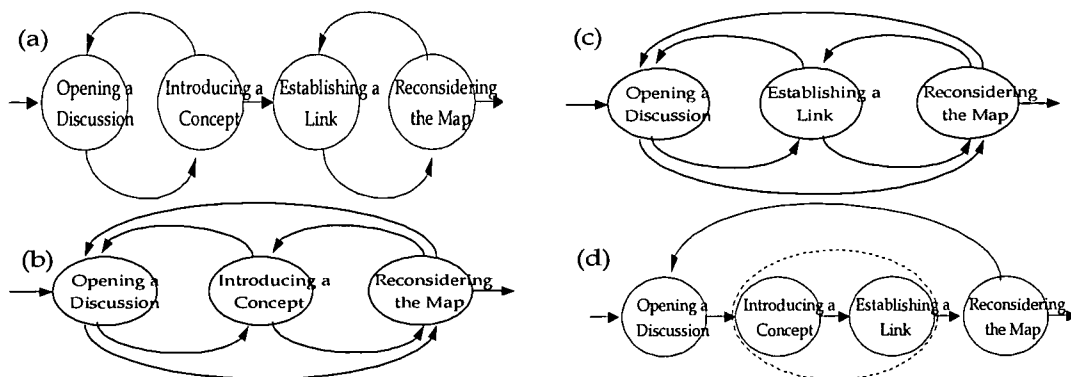 (a)
Opening a
Discussion
Introducing a
Concept
Establishing a
Link
Reconsidering
the Map
(b)
Opening a
Discussion
Introducing a
Concept
Reconsidering
the Map
(c)
Opening a
Discussion
Establishing a
Link
Reconsidering
the Map
(d)
Opening a
Discussion
Introducing a
Concept
Establishing a
Link
Reconsidering
the Map